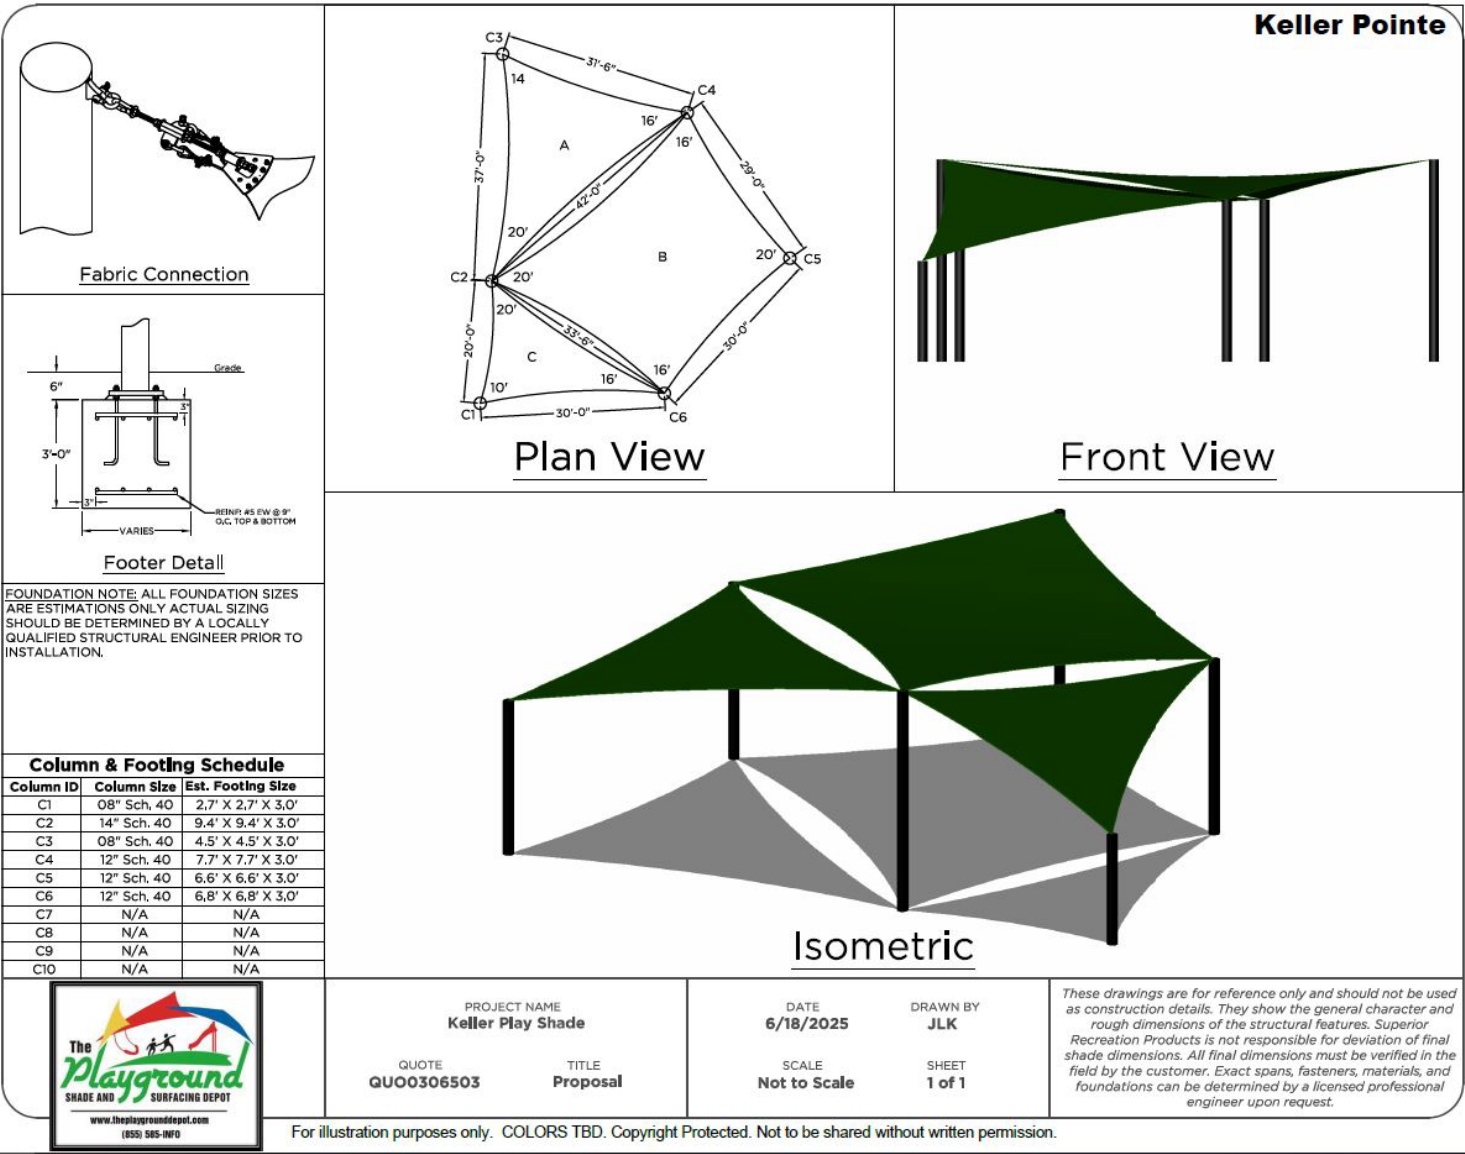 Keller Pointe
Fabric Connection
Grade
6"
3"
3'-0"
3"
REINF: #5 EW @ 9"
O.C. TOP & BOTTOM
VARIES
Footer Detail
FOUNDATION NOTE: ALL FOUNDATION SIZES
ARE ESTIMATIONS ONLY ACTUAL SIZING
SHOULD BE DETERMINED BY A LOCALLY
QUALIFIED STRUCTURAL ENGINEER PRIOR TO
INSTALLATION.
C3
31'-6"
C4
14
16'
16'
A
37'-0"
29'-0"
42'-0"
20'
B
20'
C5
C2
20'
20'
33'-6"
30'-0"
20'-0"
C
16'
16'
10'
C1
30'-0"
C6
Plan View
Front View
Isometric
Column & Footing Schedule
Column ID Column Size Est. Footing Size
C1 08" Sch. 40 2.7' X 2.7' X 3.0'
C2 14" Sch. 40 9.4' X 9.4' X 3.0'
C3 08" Sch. 40 4.5' X 4.5' X 3.0'
C4 12" Sch. 40 7.7' X 7.7' X 3.0'
C5 12" Sch. 40 6.6' X 6.6' X 3.0'
C6 12" Sch. 40 6.8' X 6.8' X 3.0'
C7 N/A N/A
C8 N/A N/A
C9 N/A N/A
C10 N/A N/A
The
Playground
SHADE AND SURFACING DEPOT
www.theplaygrounddepot.com
(855) 585-INFO
PROJECT NAME
Keller Play Shade
QUOTE TITLE
QUO0306503 Proposal
DATE DRAWN BY
6/18/2025 JLK
SCALE SHEET
Not to Scale 1 of 1
These drawings are for reference only and should not be used
as construction details. They show the general character and
rough dimensions of the structural features. Superior
Recreation Products is not responsible for deviation of final
shade dimensions. All final dimensions must be verified in the
field by the customer. Exact spans, fasteners, materials, and
foundations can be determined by a licensed professional
engineer upon request.
For illustration purposes only. COLORS TBD. Copyright Protected. Not to be shared without written permission.